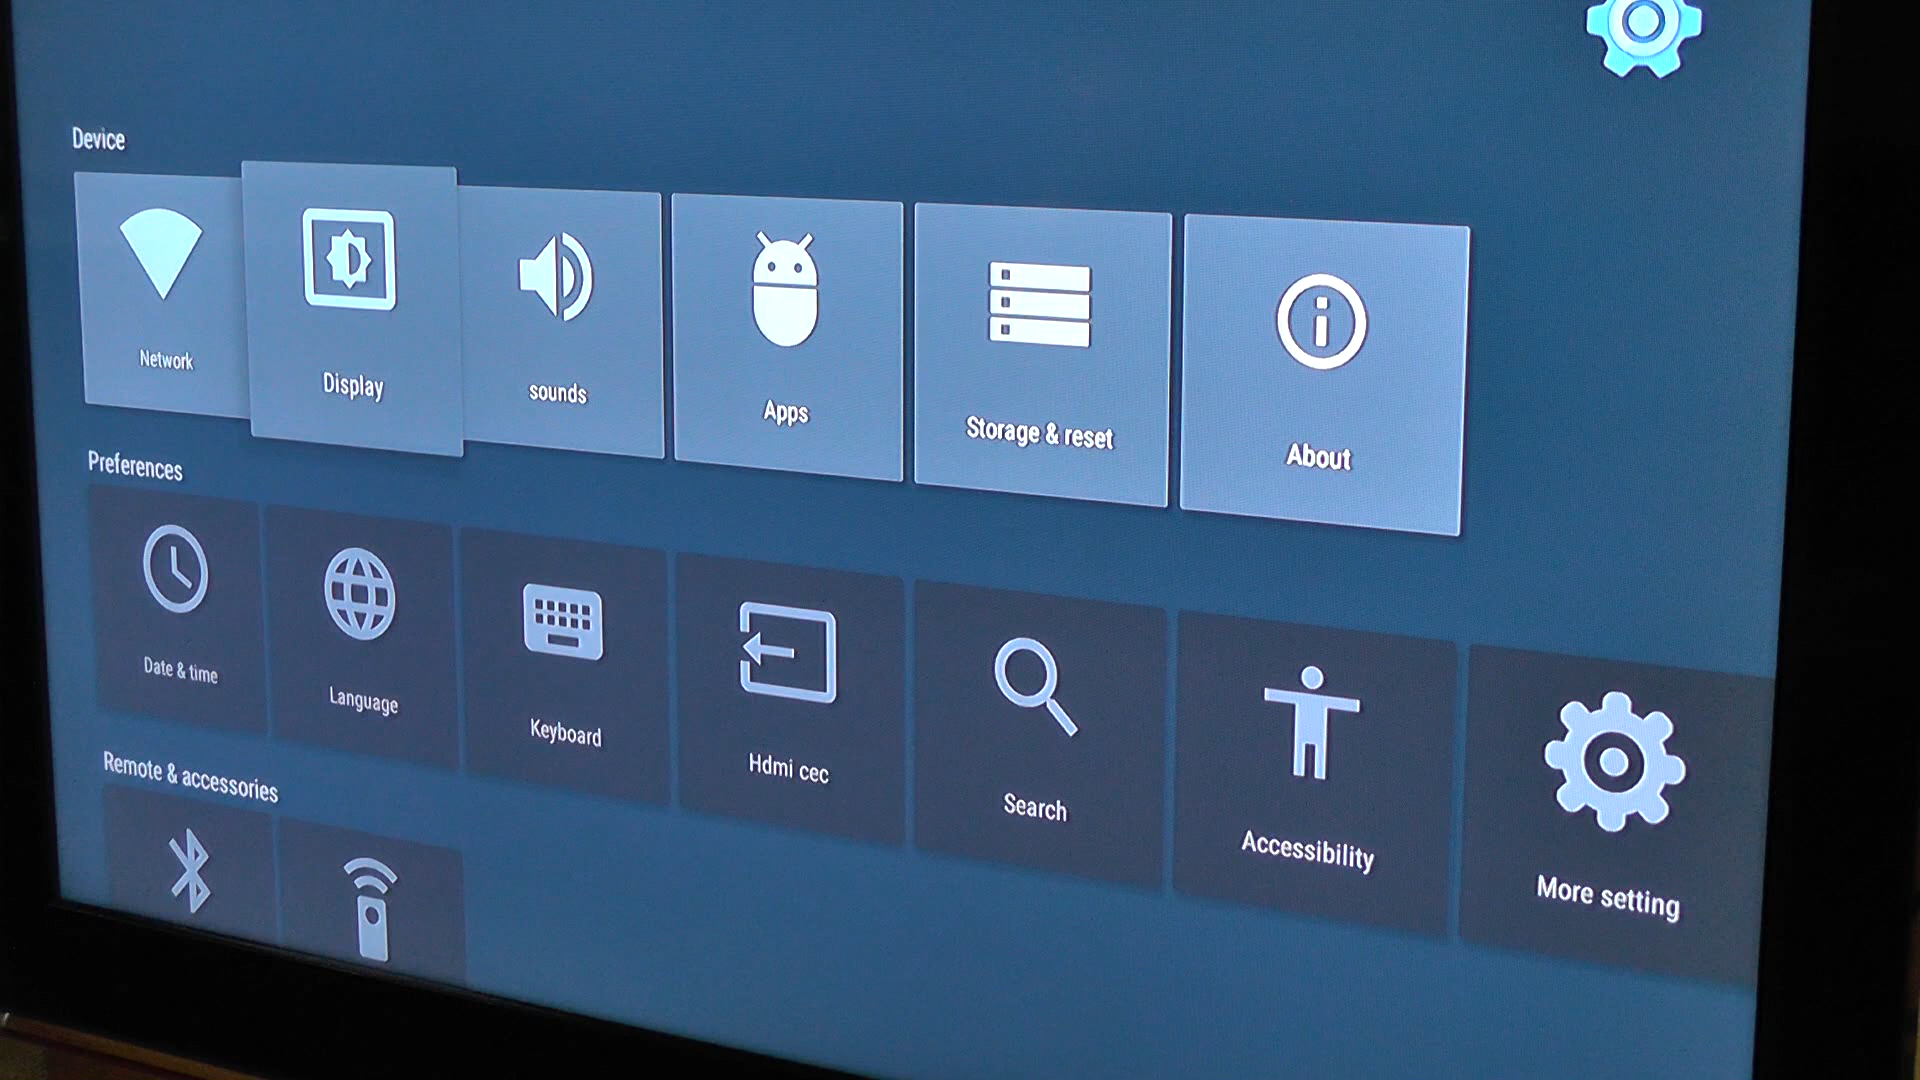 Device
Network
Display
sounds
Apps
Storage & reset
About
Preferences
Date & time
Language
Keyboard
Hdmi cec
Search
Accessibility
More setting
Remote & accessories